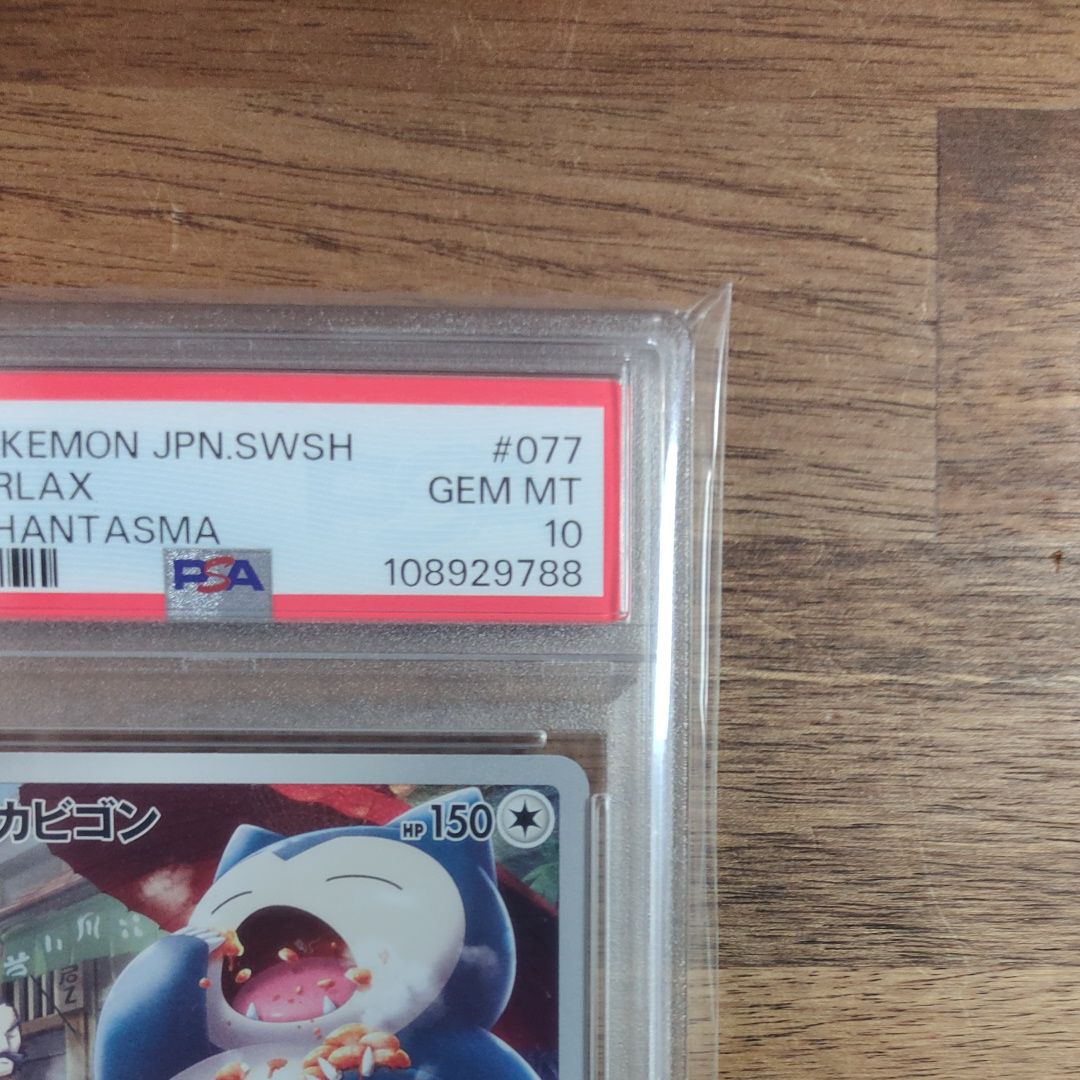 KEMON JPN.SWSH #077
RLAX GEM MT
HANTASMA 10
PSA 108929788
カビゴン HP 150